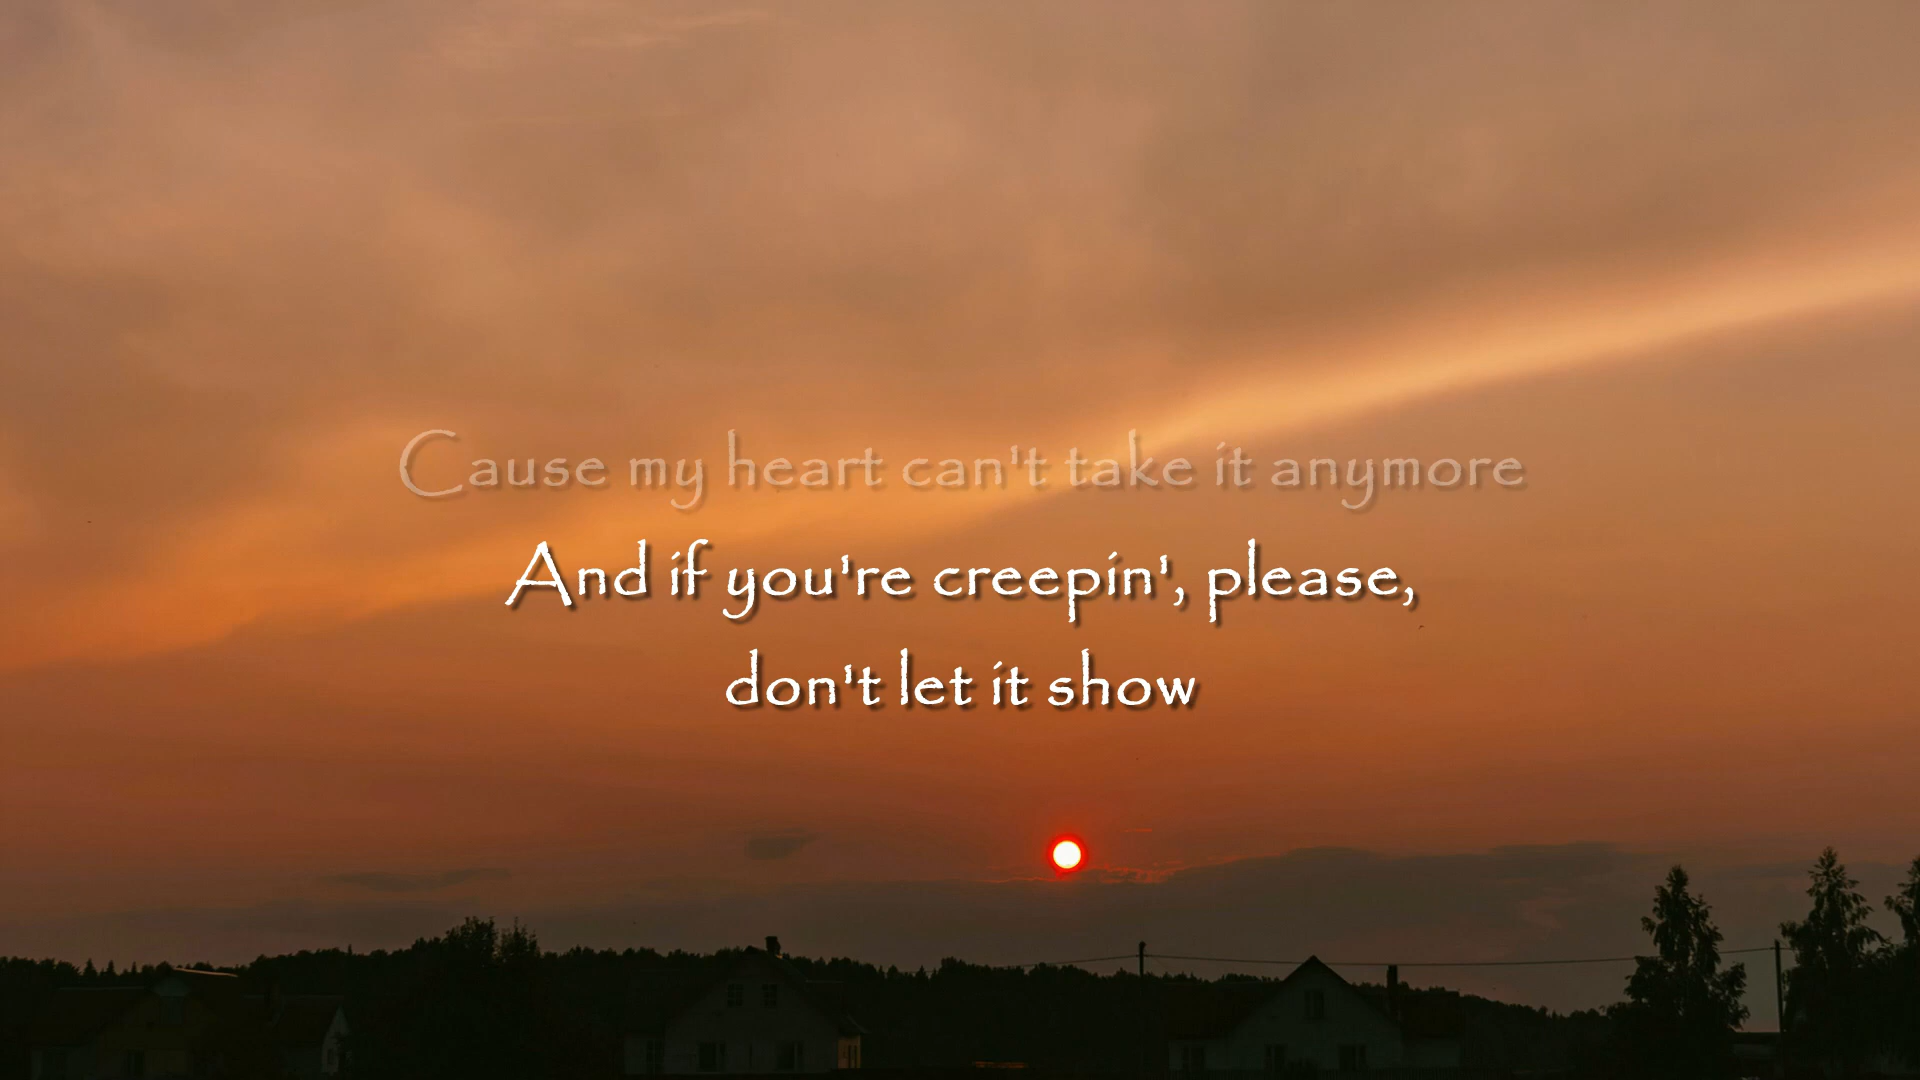 Cause my heart can't take it anymore
And if you're creepin', please,
don't let it show